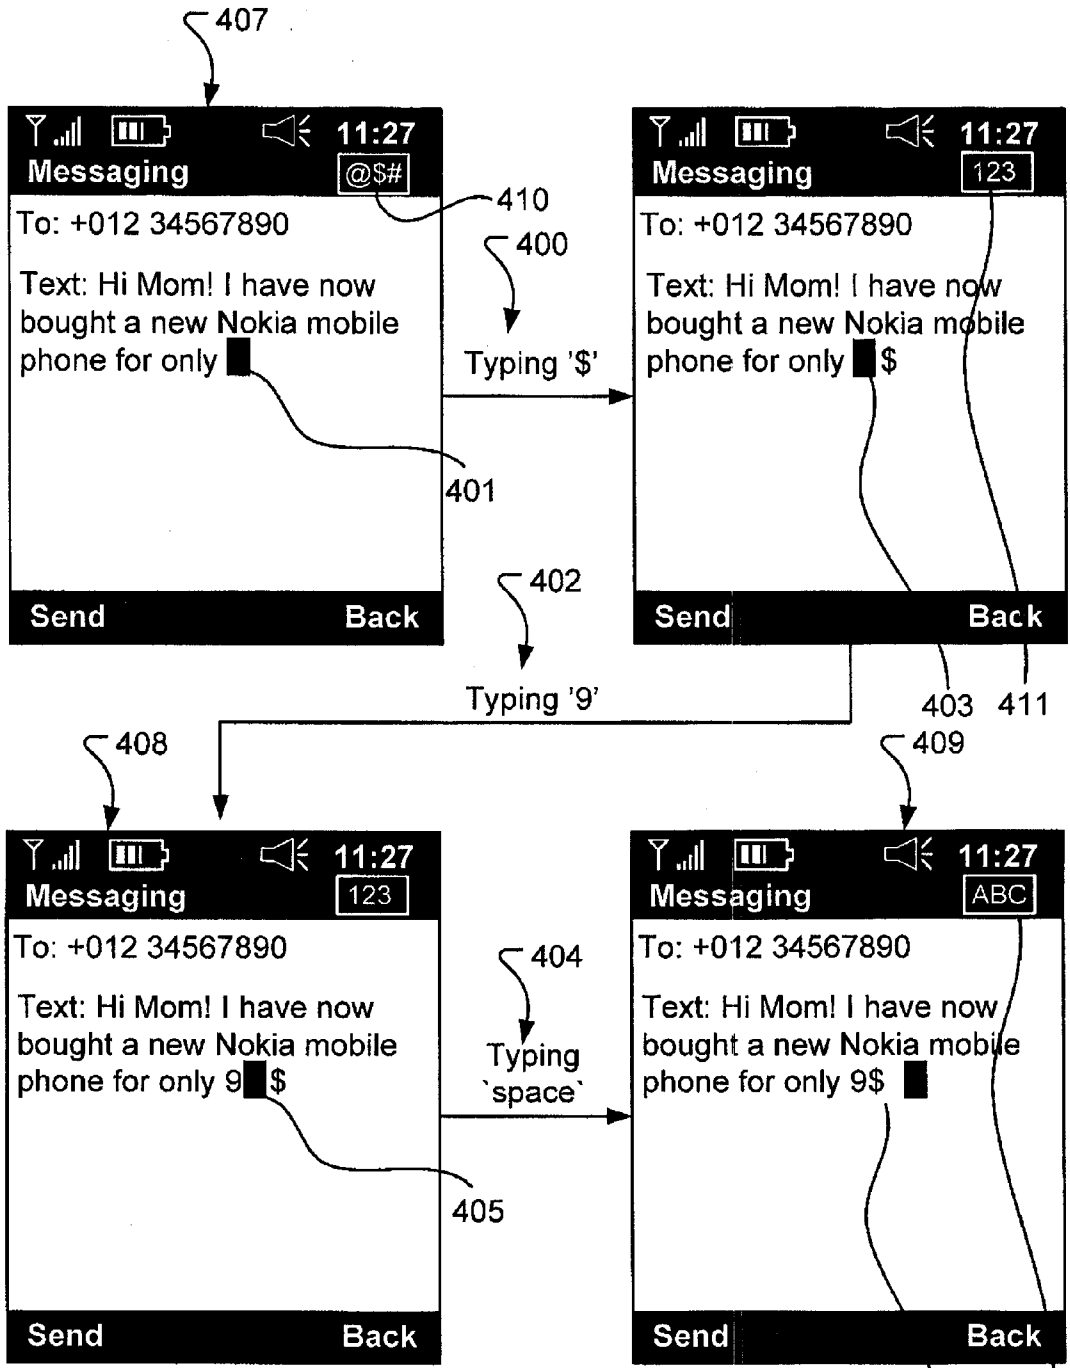 407
11:27
Messaging
@$#
To: +012 34567890
Text: Hi Mom! I have now
bought a new Nokia mobile
phone for only
Send Back
410
400
Typing '$'
401
11:27
Messaging
123
To: +012 34567890
Text: Hi Mom! I have now
bought a new Nokia mobile
phone for only $
Send Back
402
Typing '9'
403 411
408
11:27
Messaging
123
To: +012 34567890
Text: Hi Mom! I have now
bought a new Nokia mobile
phone for only 9 $
Send Back
404
Typing
`space`
405
409
11:27
Messaging
ABC
To: +012 34567890
Text: Hi Mom! I have now
bought a new Nokia mobile
phone for only 9$
Send Back